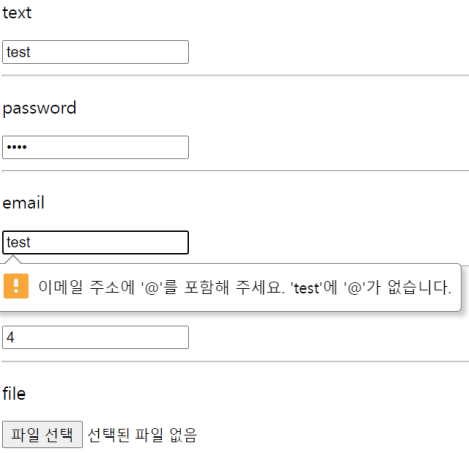 text
test
password
••••
email
test
이메일 주소에 '@'를 포함해 주세요. 'test'에 '@'가 없습니다.
4
file
파일 선택 선택된 파일 없음